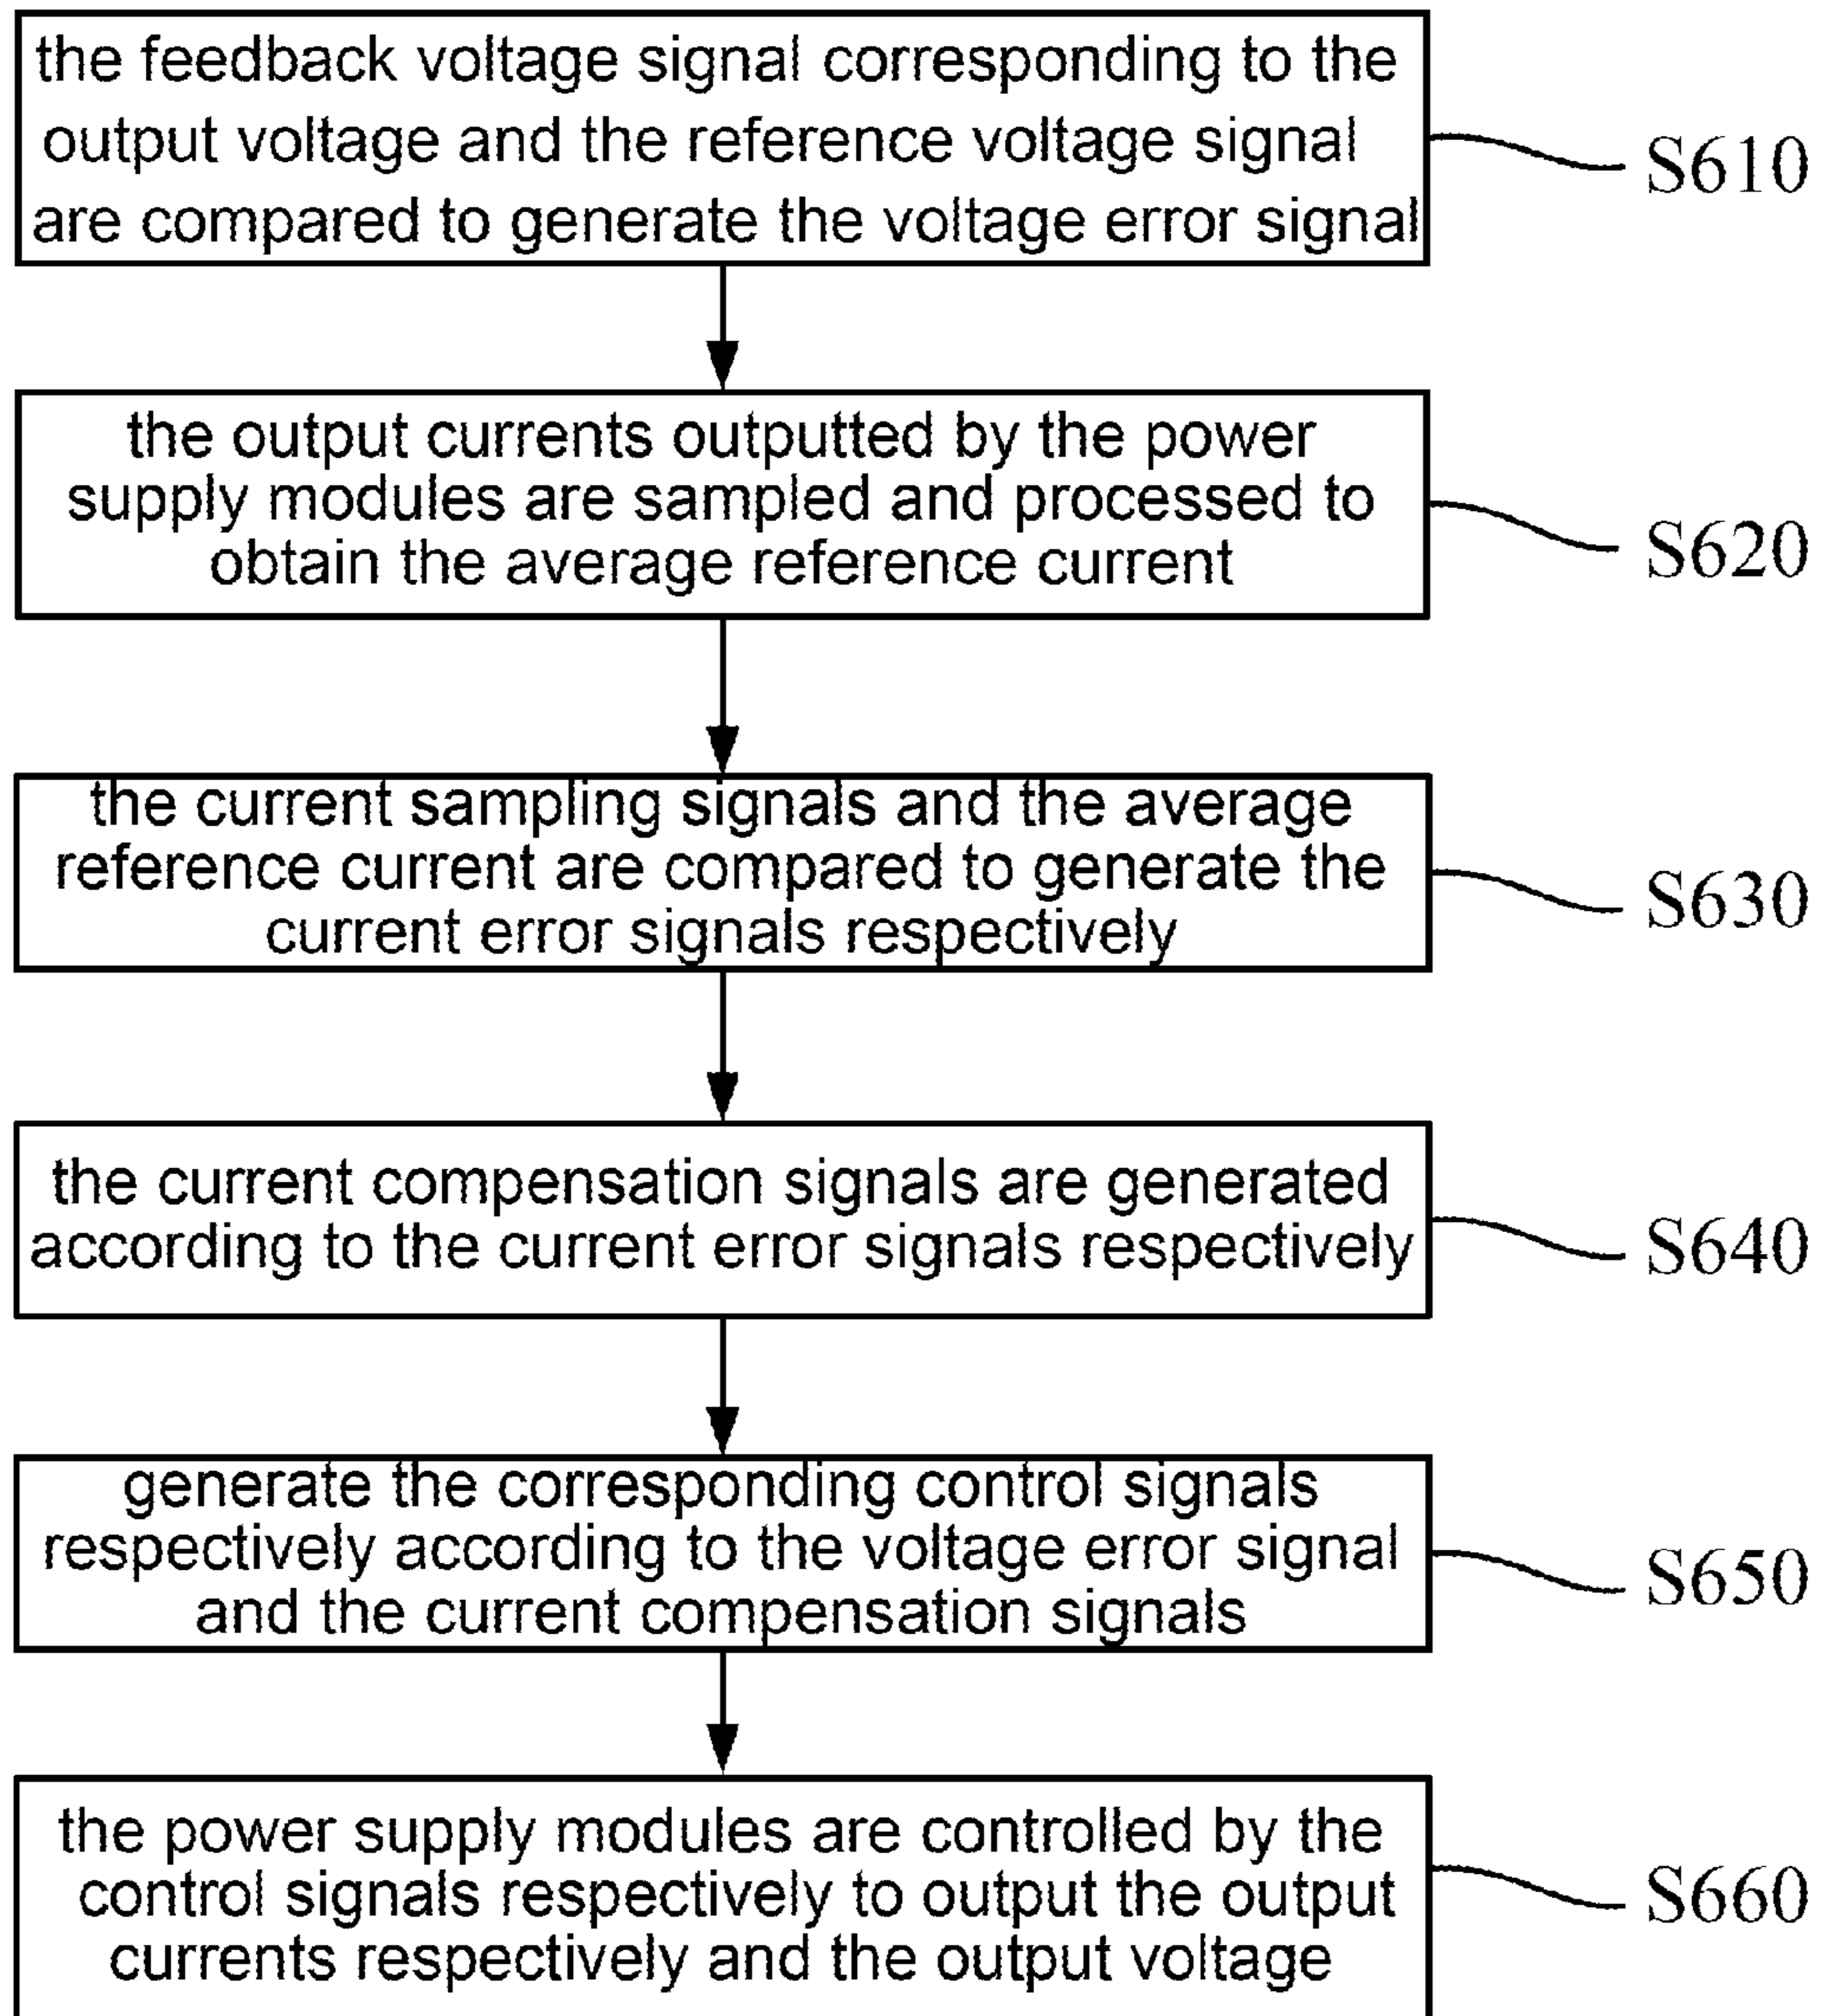 the feedback voltage signal corresponding to the
output voltage and the reference voltage signal
are compared to generate the voltage error signal
S610
the output currents outputted by the power
supply modules are sampled and processed to
obtain the average reference current
S620
the current sampling signals and the average
reference current are compared to generate the
current error signals respectively
S630
the current compensation signals are generated
according to the current error signals respectively
S640
generate the corresponding control signals
respectively according to the voltage error signal
and the current compensation signals
S650
the power supply modules are controlled by the
control signals respectively to output the output
currents respectively and the output voltage
S660